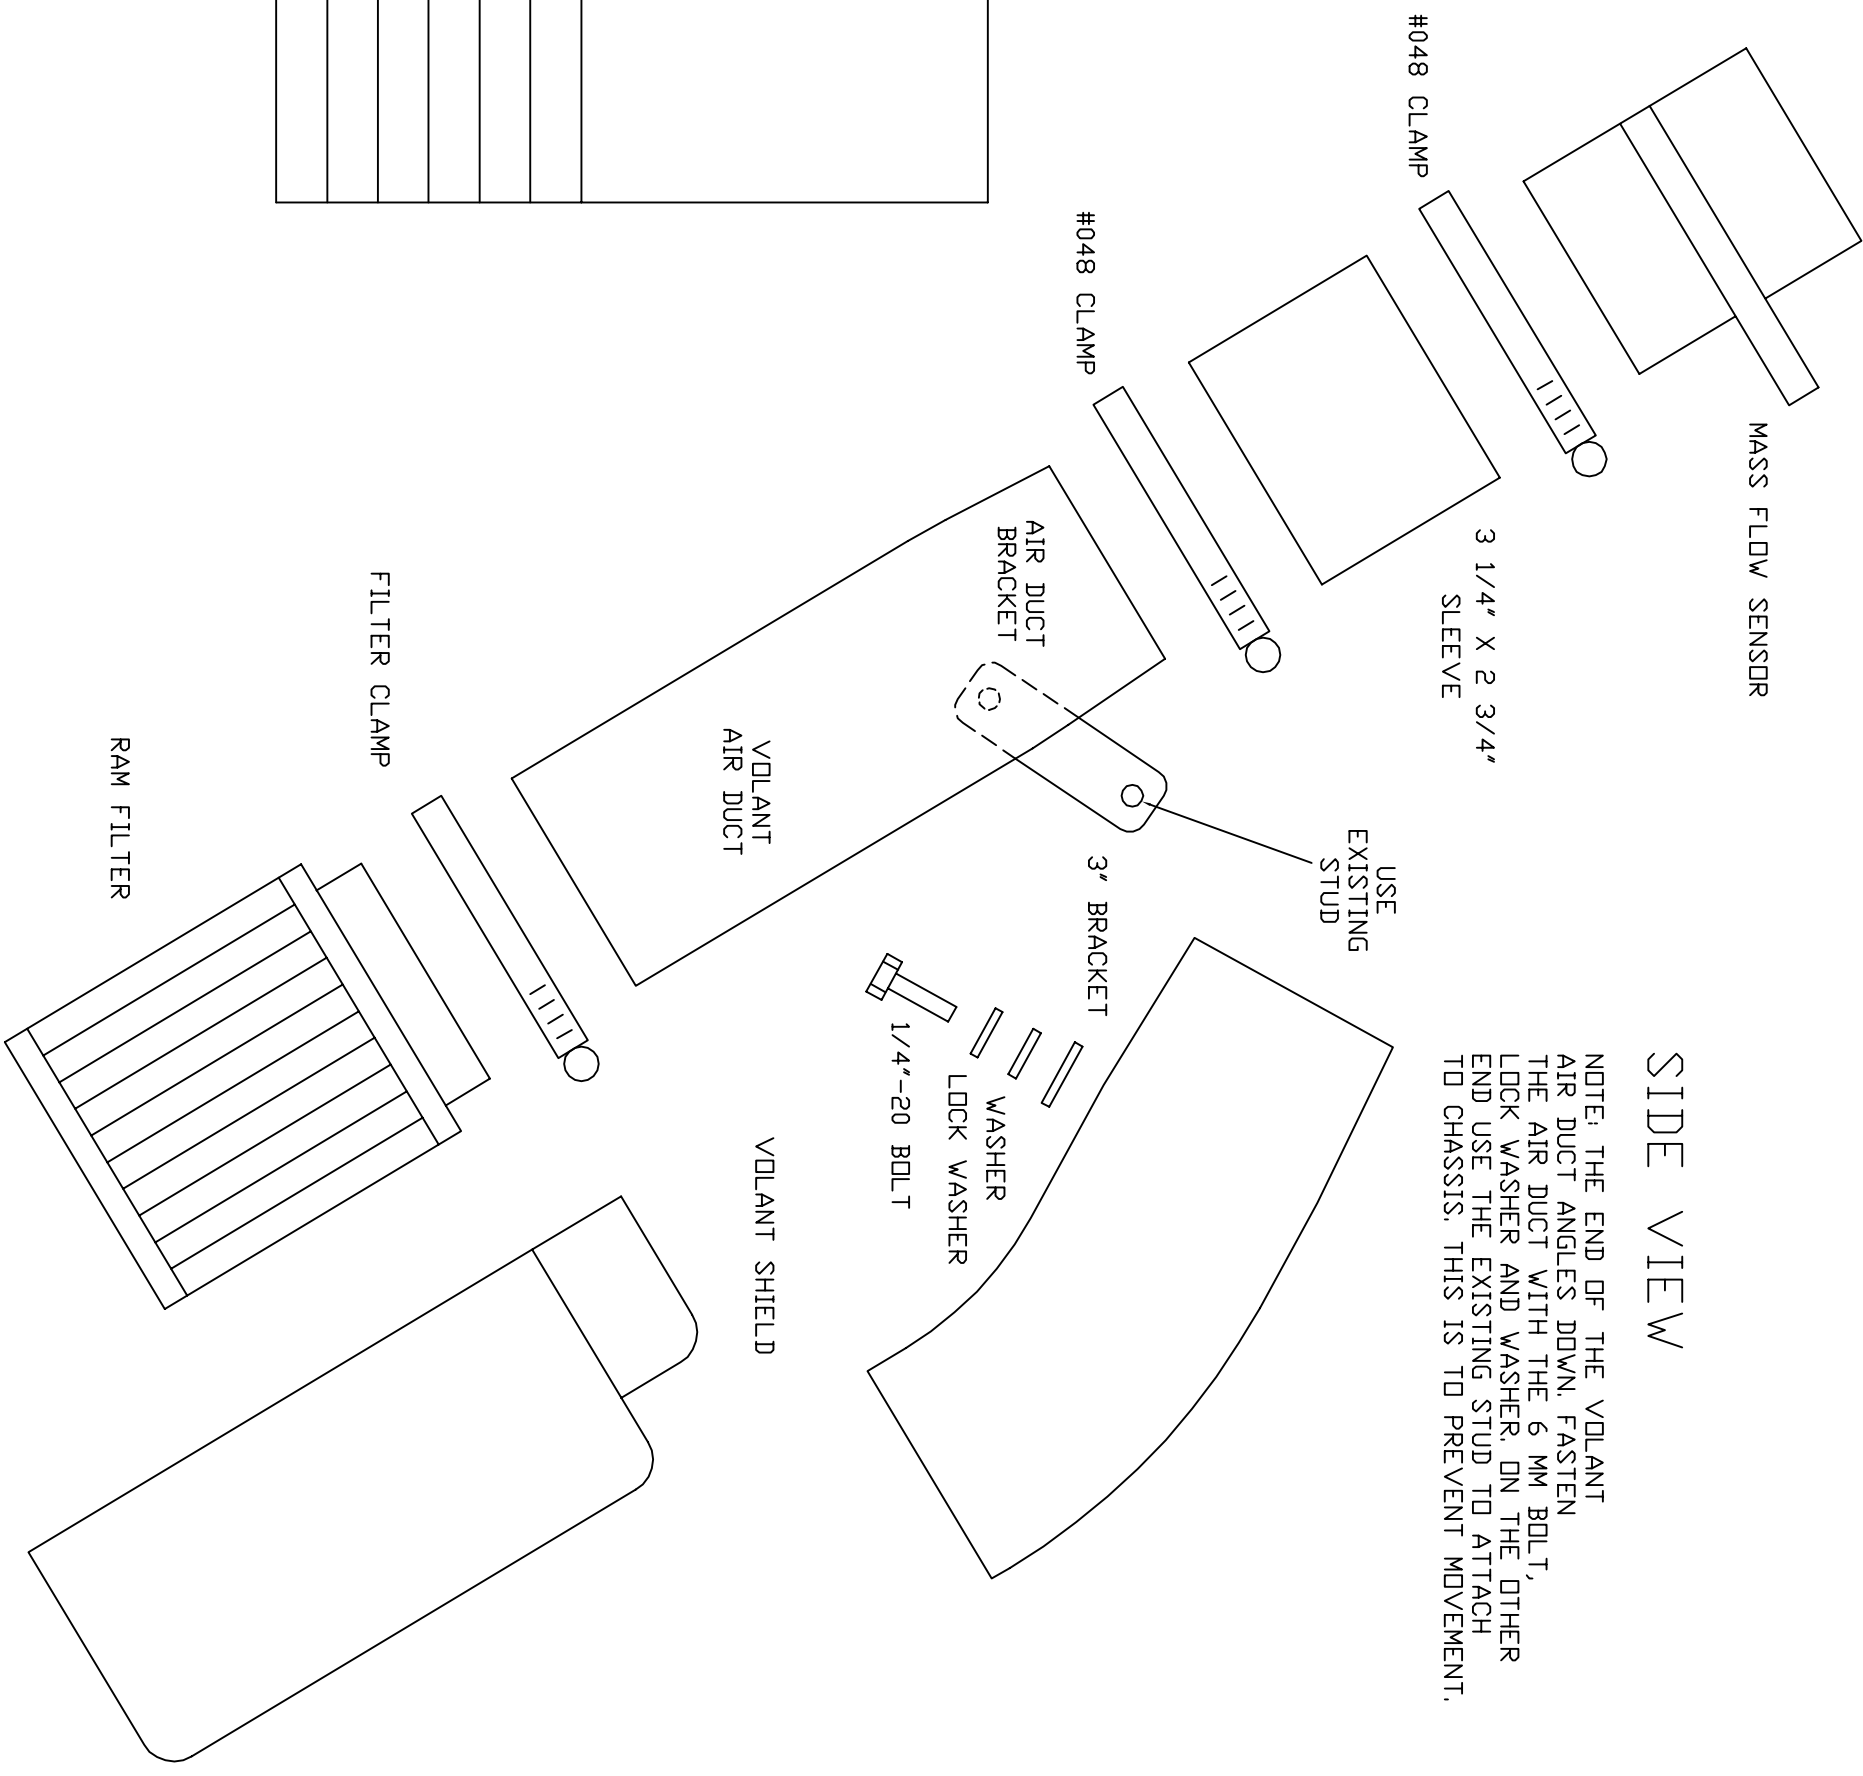 SIDE VIEW
NOTE: THE END OF THE VOLANT
AIR DUCT ANGLES DOWN. FASTEN
THE AIR DUCT WITH THE 6 MM BOLT,
LOCK WASHER AND WASHER. ON THE OTHER
END USE THE EXISTING STUD TO ATTACH
TO CHASSIS. THIS IS TO PREVENT MOVEMENT.
MASS FLOW SENSOR
#048 CLAMP
3 1/4" X 2 3/4"
SLEEVE
USE
EXISTING
STUD
#048 CLAMP
3" BRACKET
AIR DUCT
BRACKET
WASHER
LOCK WASHER
1/4"-20 BOLT
VOLANT
AIR DUCT
VOLANT SHIELD
FILTER CLAMP
RAM FILTER